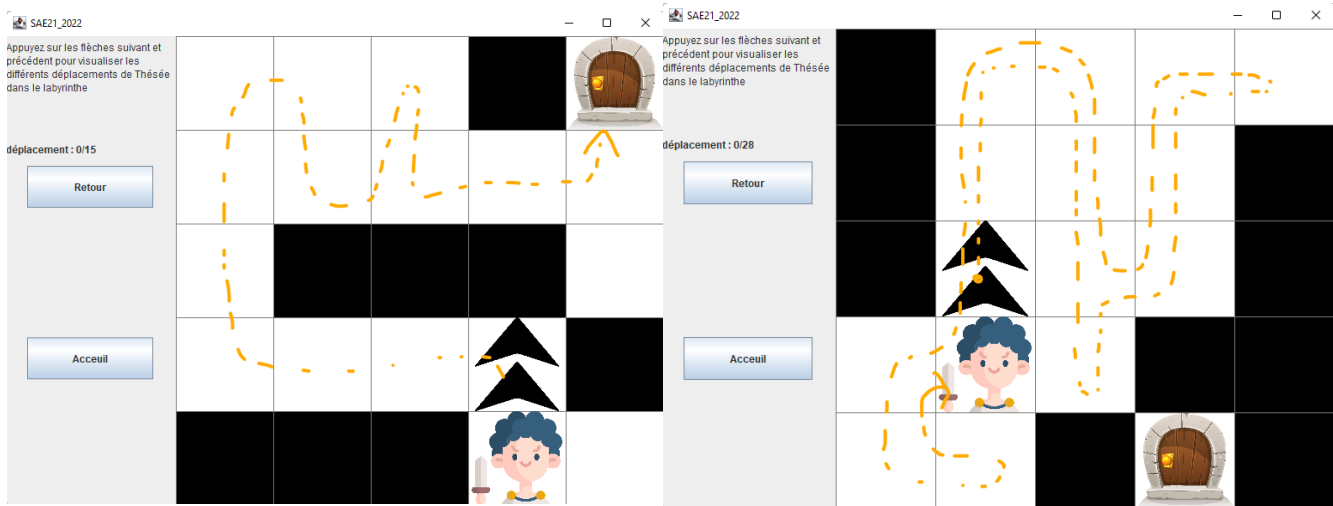 SAE21_2022
Appuyez sur les flèches suivant et
précédent pour visualiser les
différents déplacements de Thésée
dans le labyrinthe
déplacement : 0/15
Retour
Acceuil
SAE21_2022
Appuyez sur les flèches suivant et
précédent pour visualiser les
différents déplacements de Thésée
dans le labyrinthe
déplacement : 0/28
Retour
Acceuil